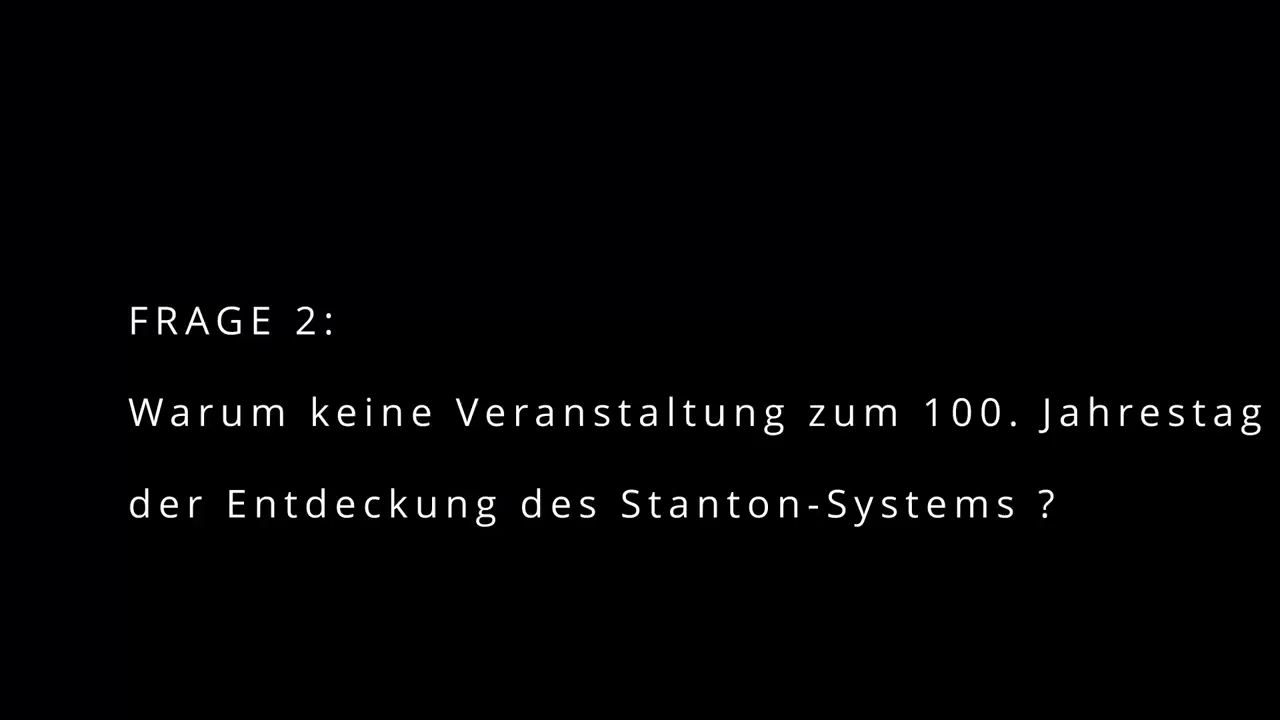 FRAGE 2:
Warum keine Veranstaltung zum 100. Jahrestag
der Entdeckung des Stanton-Systems ?